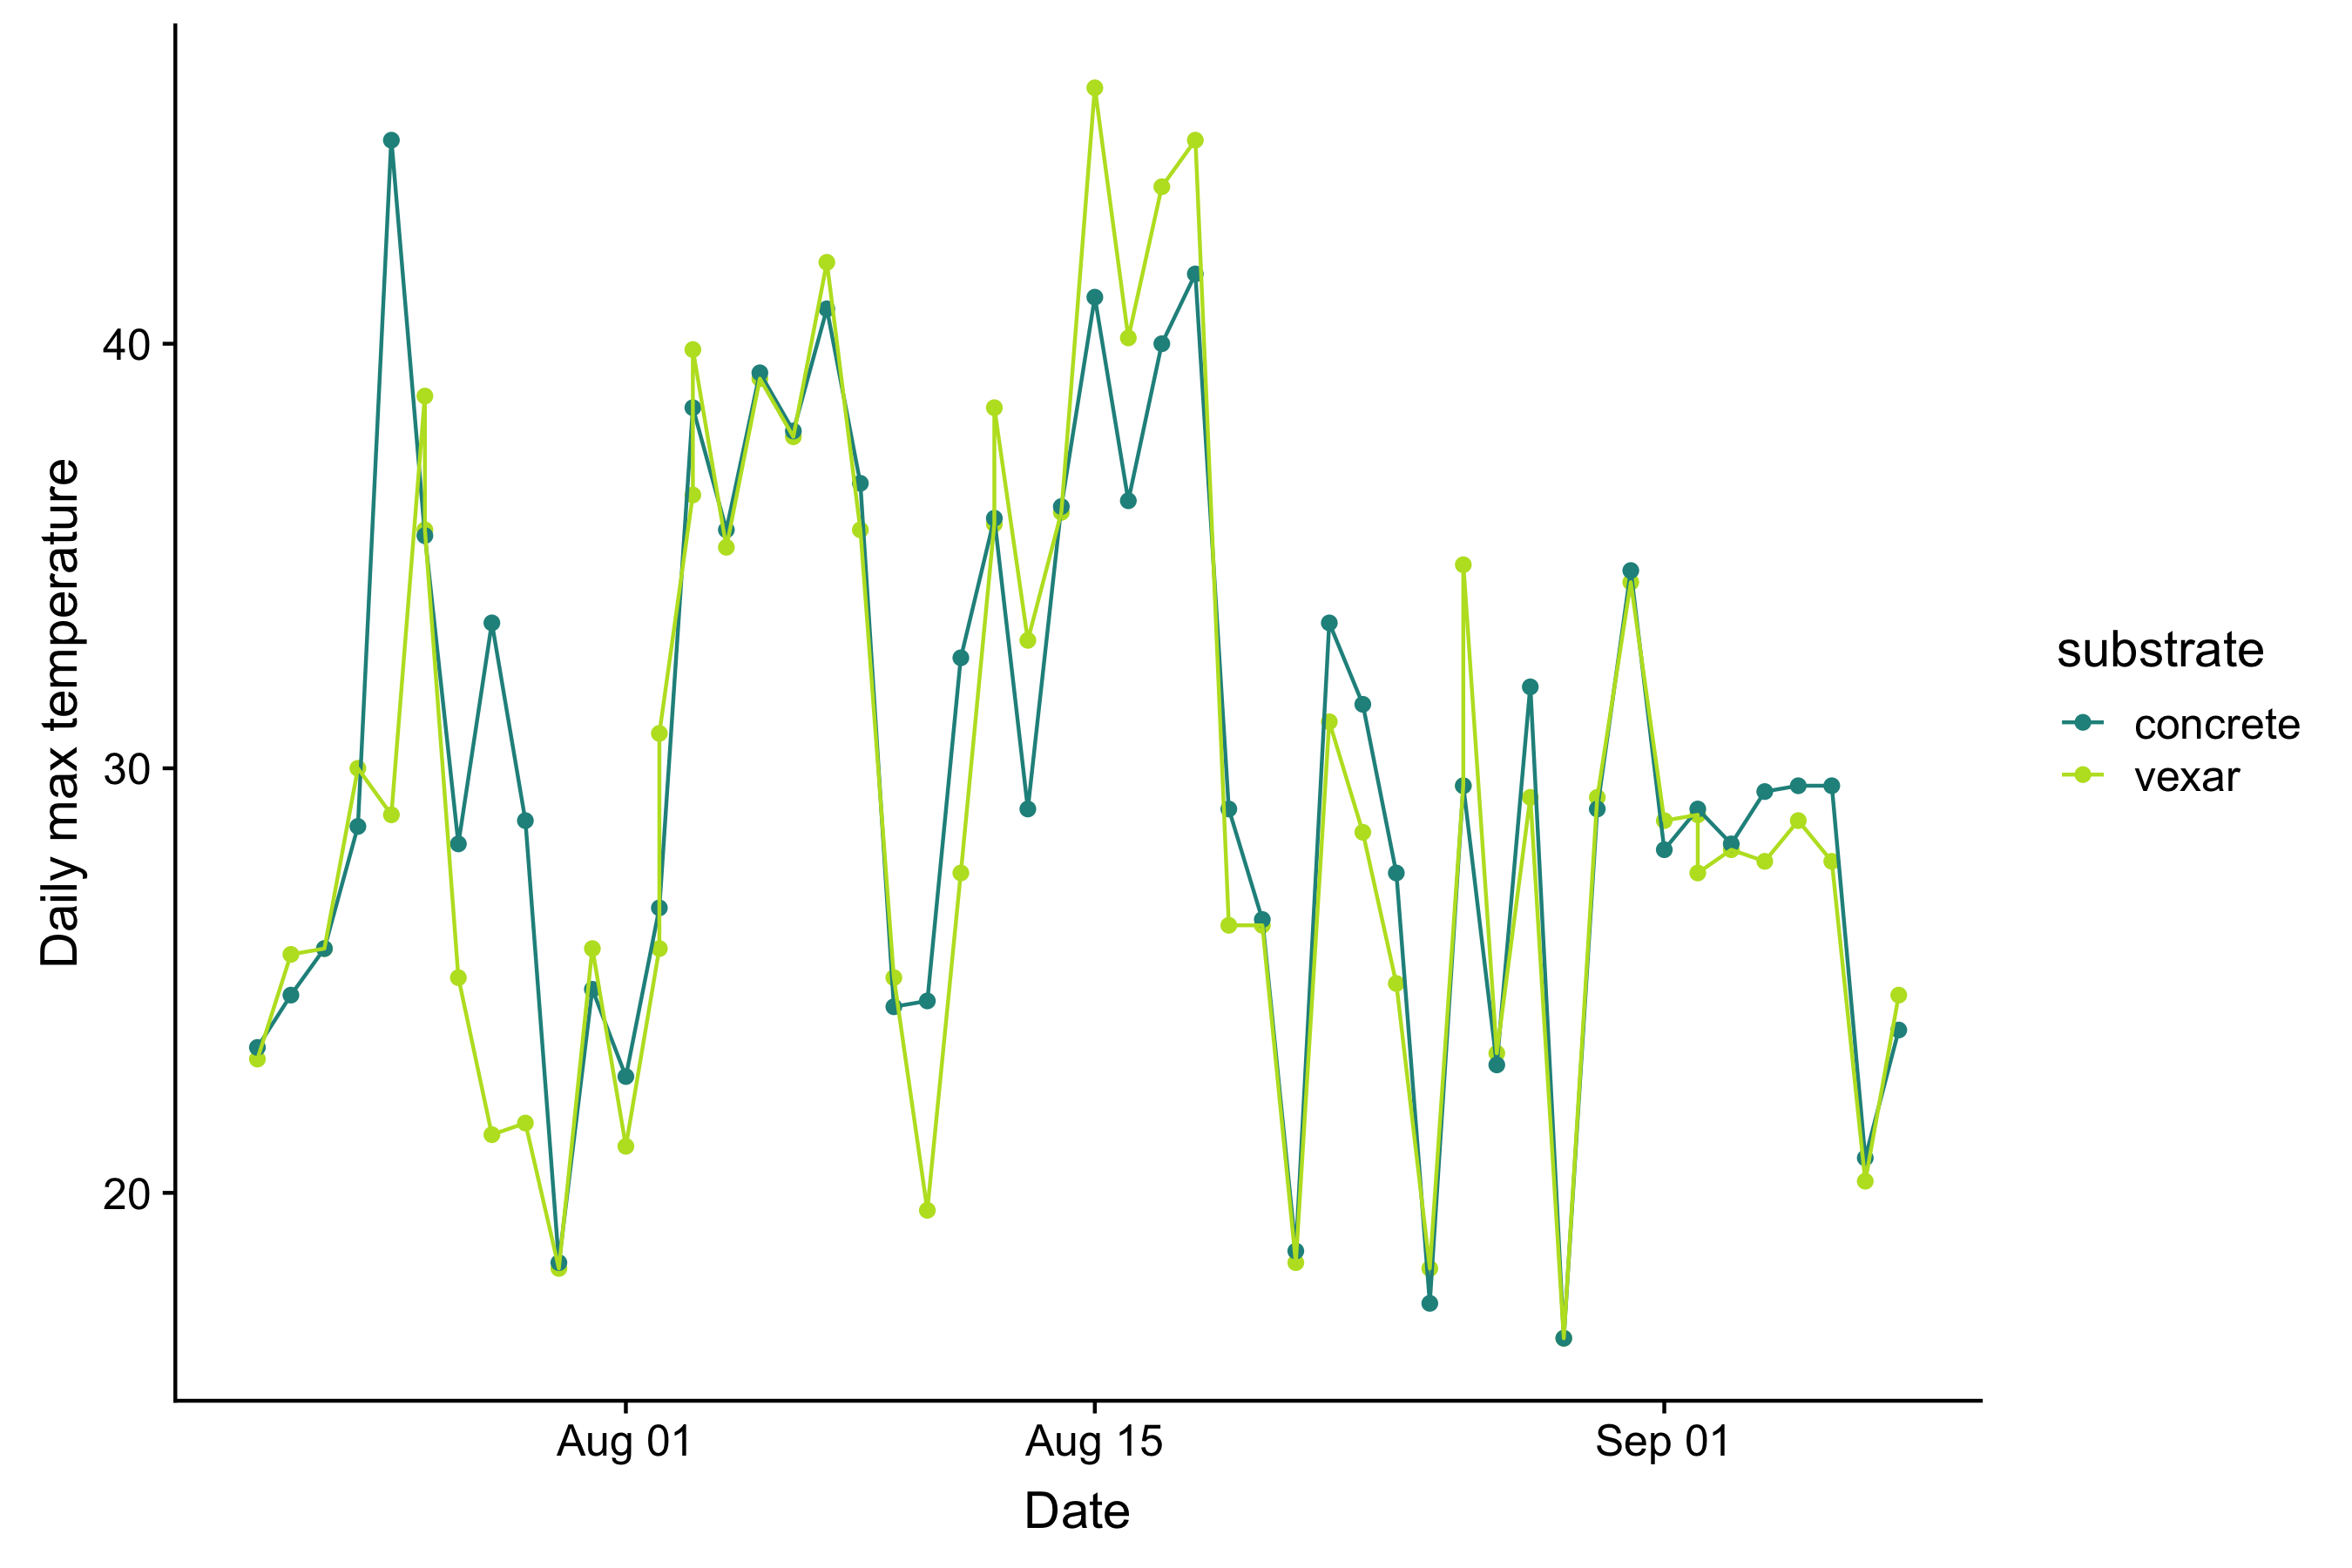 Daily max temperature
40
30
20
Aug 01
Aug 15
Sep 01
Date
substrate
concrete
vexar